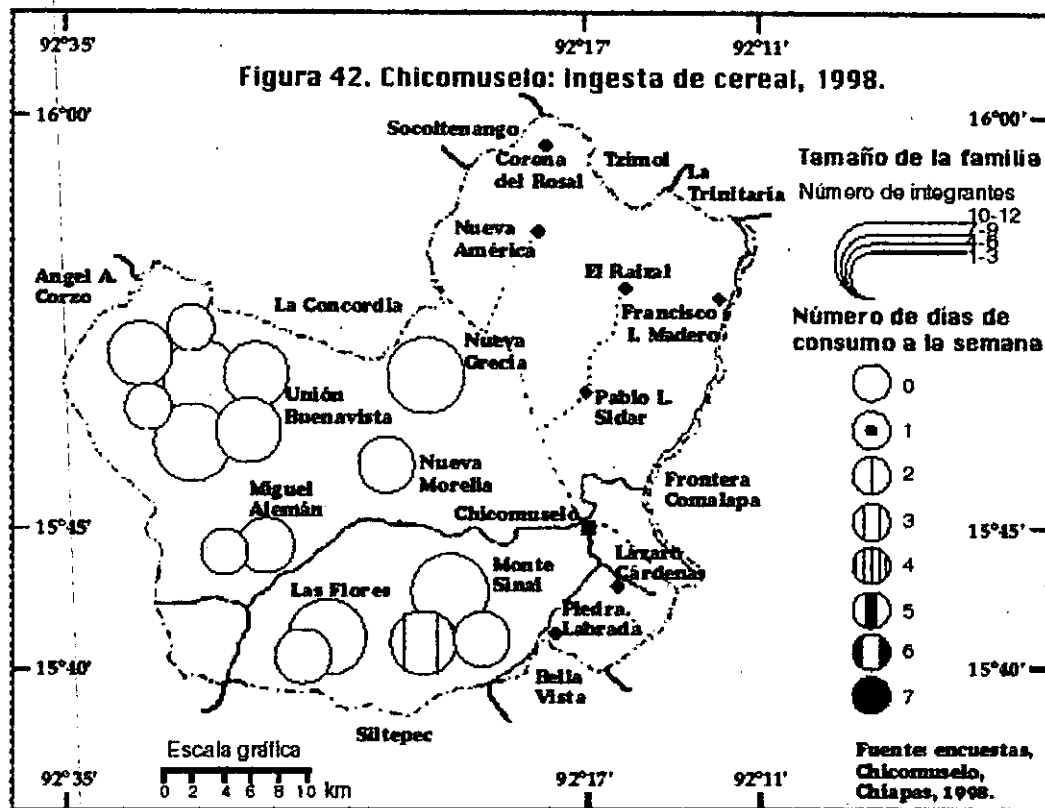 92°35'
92°17'
92°11'
Figura 42. Chicomuselo: Ingesta de cereal, 1998.
16°00'
16°00'
Socoltenango
Corona
del Rosal
Tzimol
La
Trinitaria
Tamaño de la familia
Número de integrantes
10-12
7-9
4-6
1-3
Nueva
América
Angel A.
Corzo
La Concordia
El Raizal
Francisco
I. Madero
Nueva
Grecia
Número de días de
consumo a la semana
0
1
2
3
4
5
6
7
Unión
Buenavista
Pablo L.
Sidar
Nueva
Morelia
Frontera
Comalapa
Miguel
Alemán
Chicomuselo
15°45'
15°45'
Lázaro
Cárdenas
Monte
Sinai
Las Flores
Piedra
Labrada
15°40'
15°40'
Bella
Vista
Siltepec
Escala gráfica
0 2 4 6 8 10 km
Fuente: encuestas,
Chicomuselo,
Chiapas, 1998.
92°35'
92°17'
92°11'